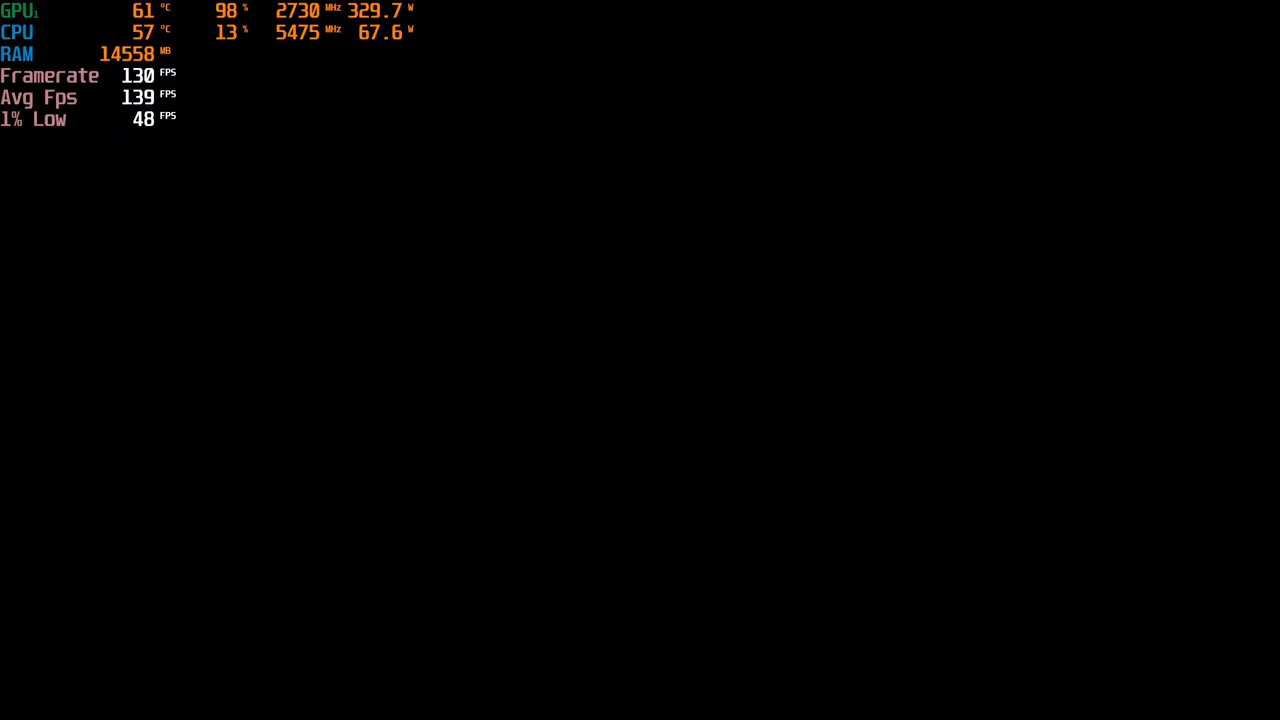 GPU1 61 °C 98 % 2730 MHz 329.7 W
CPU 57 °C 13 % 5475 MHz 67.6 W
RAM 14558 MB
Framerate 130 FPS
Avg Fps 139 FPS
1% Low 48 FPS